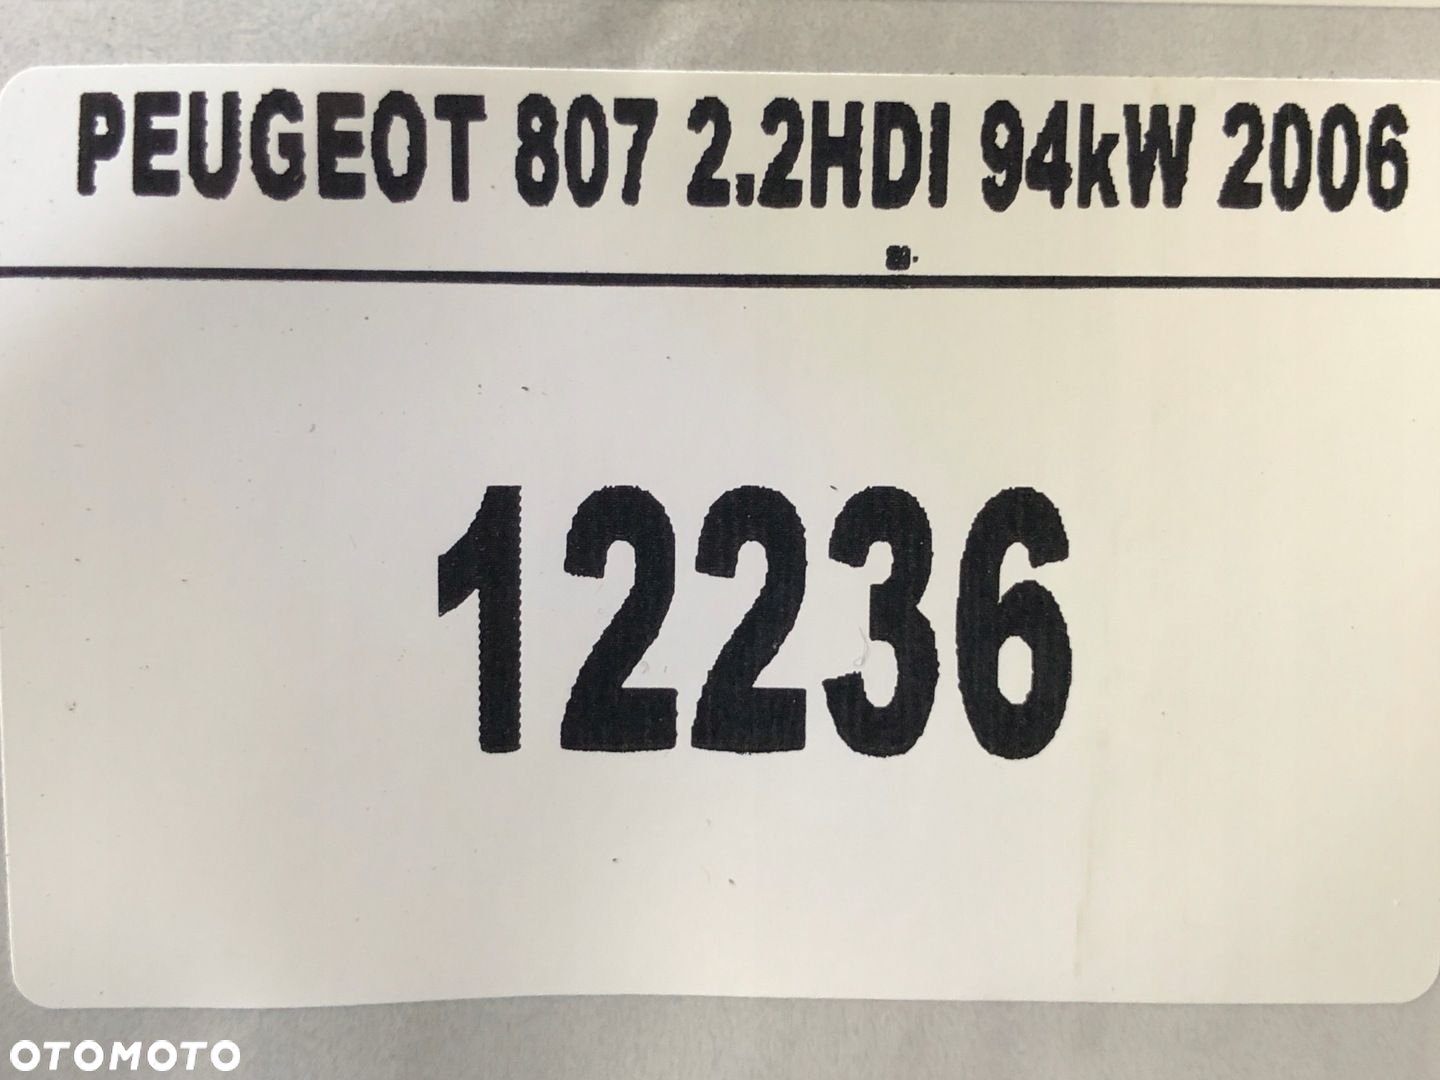 PEUGEOT 807 2.2HDI 94kW 2006
12236
OTOMOTO